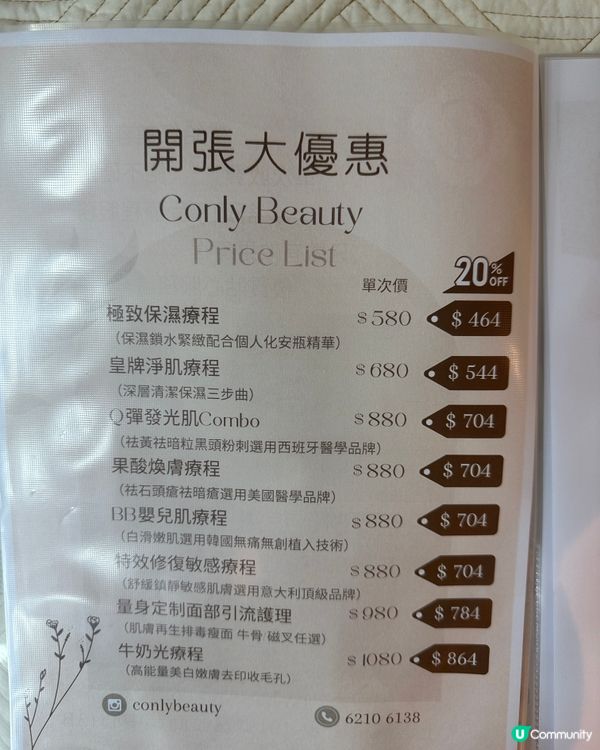 開張大優惠
Conly Beauty
Price List
單次價 20% OFF
極致保濕療程 $580 $464
（保濕鎖水緊緻配合個人化安瓶精華）
皇牌淨肌療程 $680 $544
（深層清潔保濕三步曲）
Q彈發光肌Combo $880 $704
（祛黃祛暗粒黑頭粉刺選用西班牙醫學品牌）
果酸煥膚療程 $880 $704
（祛石頭瘡祛暗瘡選用美國醫學品牌）
BB嬰兒肌療程 $880 $704
（白滑嫩肌選用韓國無痛無創植入技術）
特效修復敏感療程 $880 $704
（舒緩鎮靜敏感肌膚選用意大利頂級品牌）
量身定制面部引流護理 $980 $784
（肌膚再生排毒瘦面 牛骨 磁叉任選）
牛奶光療程 $1080 $864
（高能量美白嫩膚去印收毛孔）
conlybeauty 6210 6138
U Community